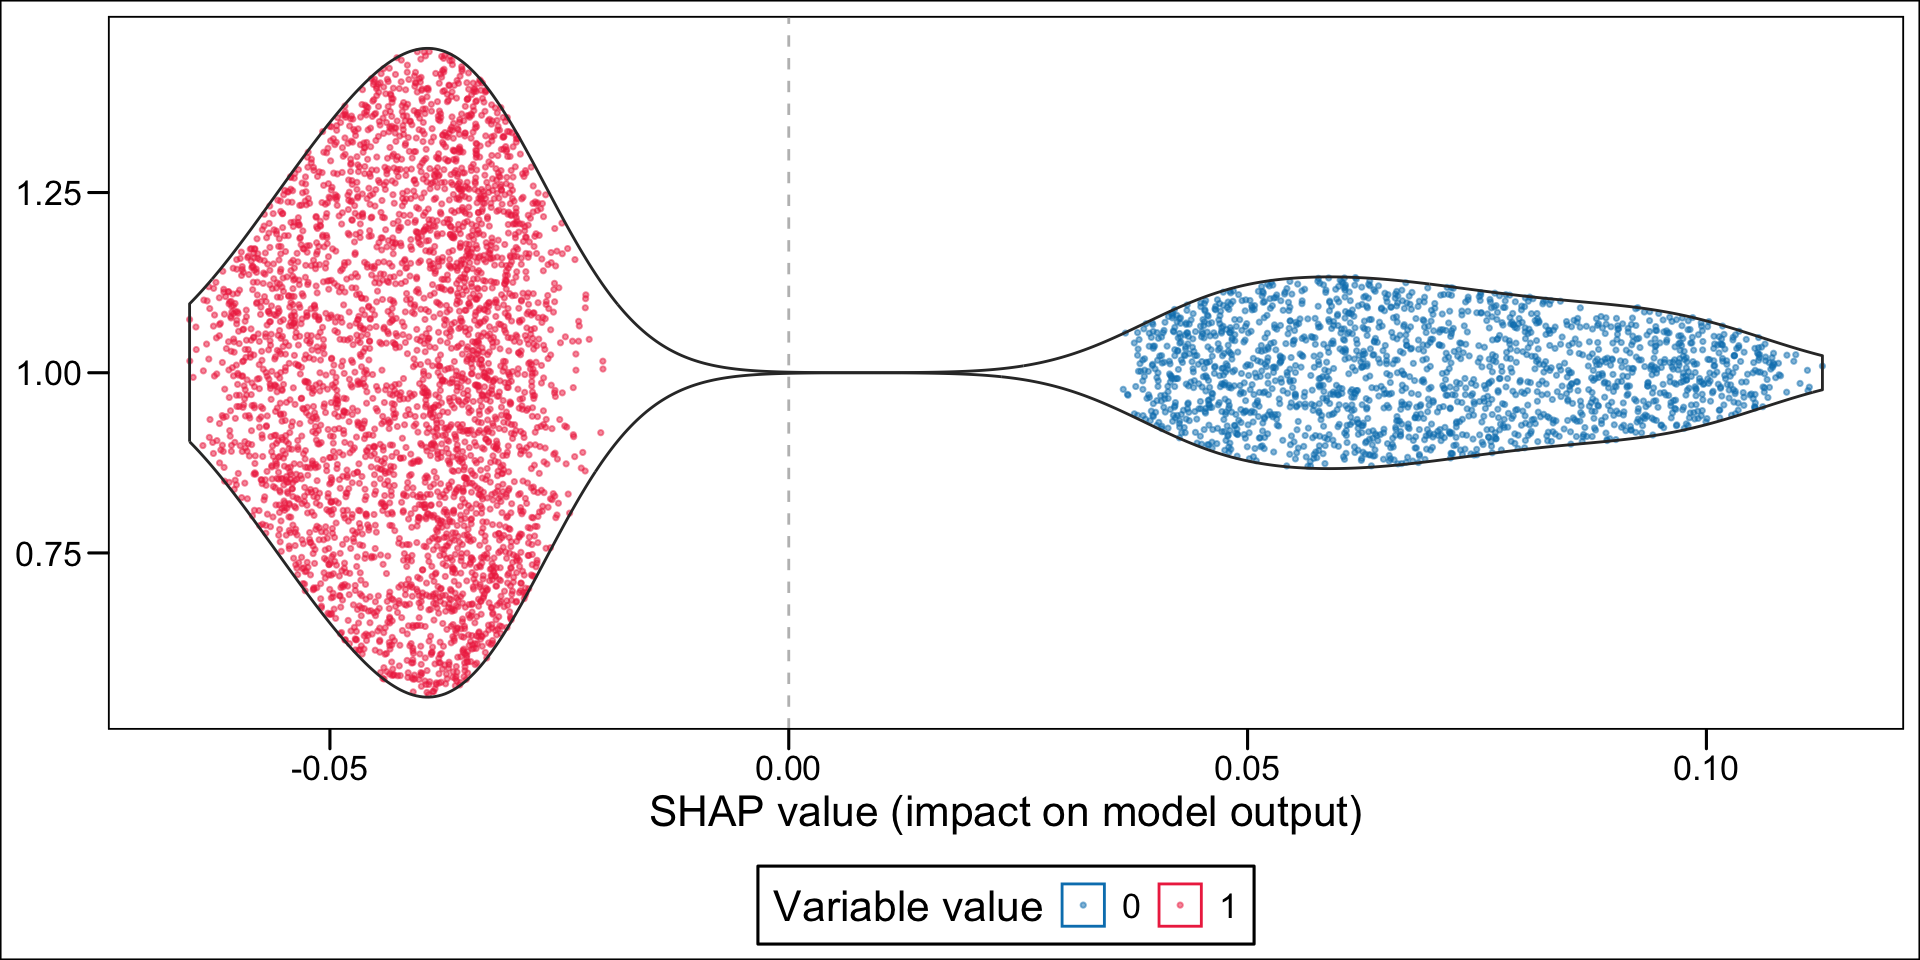 1.25
1.00
0.75
-0.05 0.00 0.05 0.10
SHAP value (impact on model output)
Variable value 0 1